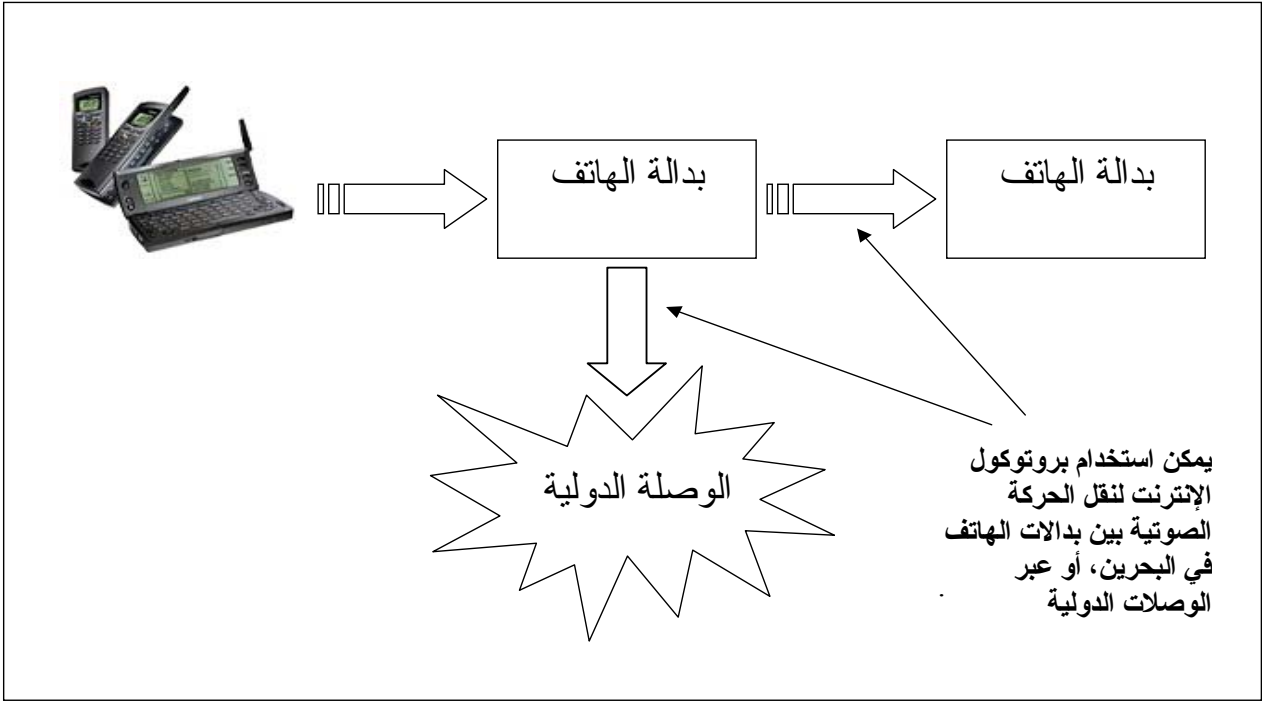 بدالة الهاتف
بدالة الهاتف
الوصلة الدولية
يمكن استخدام بروتوكول
الإنترنت لنقل الحركة
الصوتية بين بدالات الهاتف
في البحرين، أو عبر
الوصلات الدولية
.